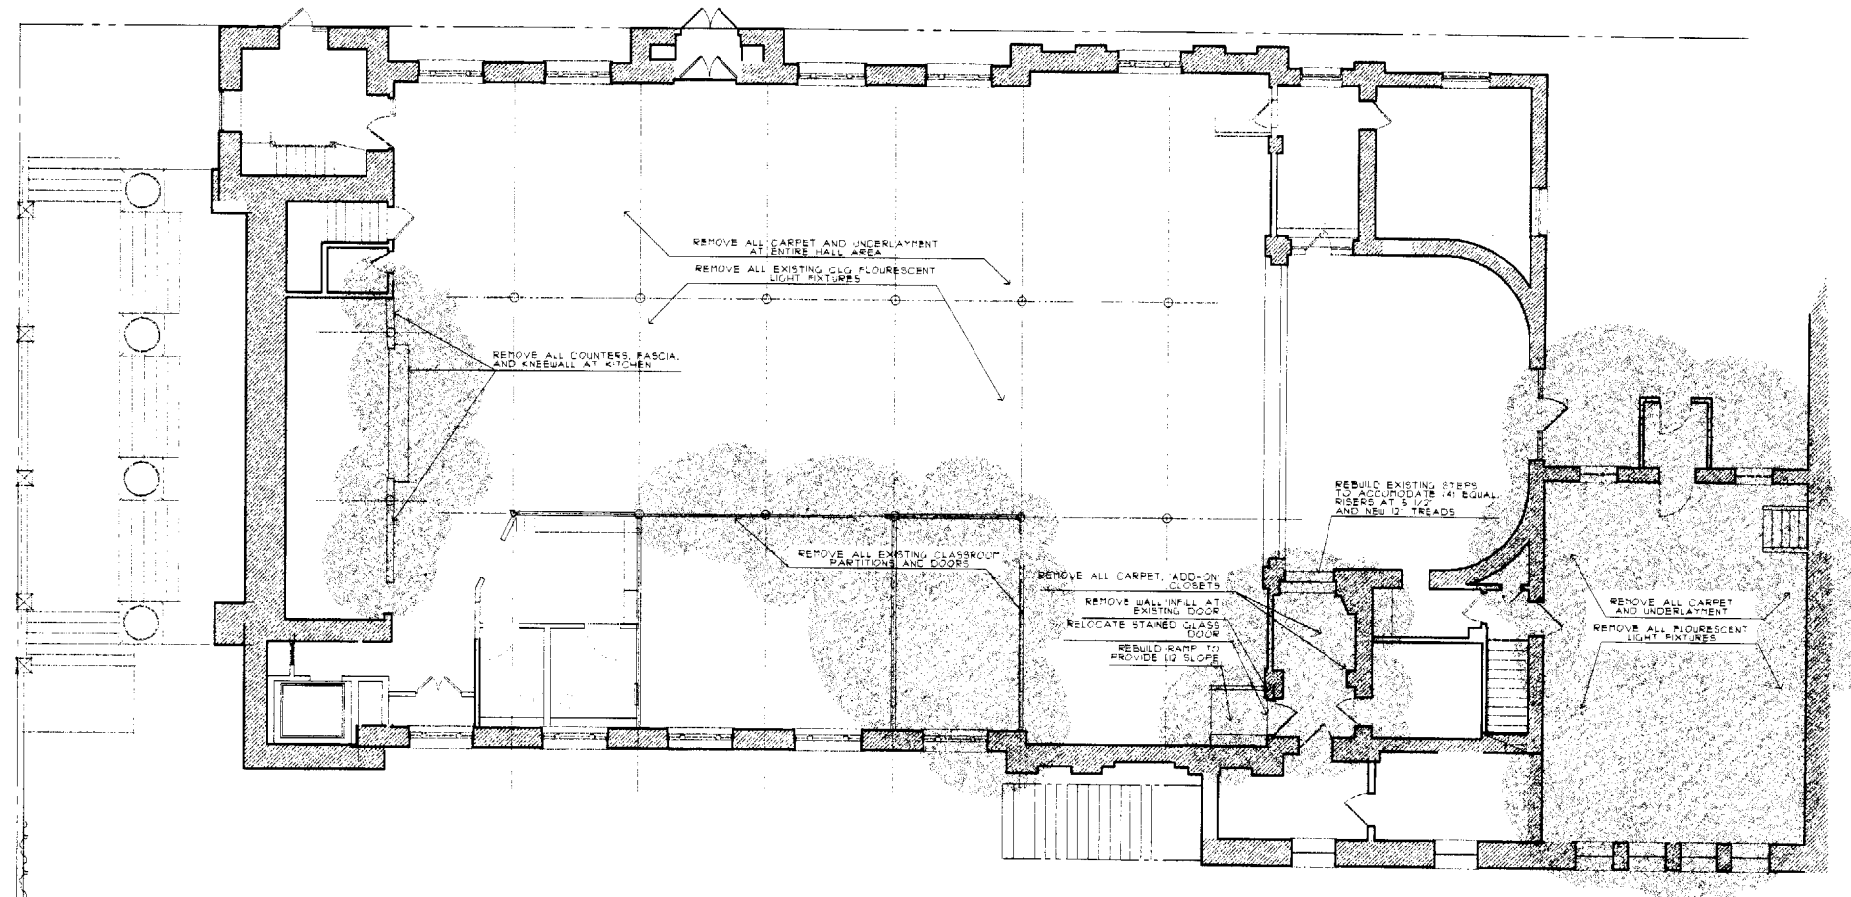 REMOVE ALL CARPET AND UNDERLAYMENT
AT ENTIRE HALL AREA
REMOVE ALL EXISTING CLG FLOURESCENT
LIGHT FIXTURES
REMOVE ALL COUNTERS, FASCIA,
AND KNEEWALL AT KITCHEN
REBUILD EXISTING STEPS
TO ACCOMODATE (4) EQUAL
RISERS AT 5 1/2"
AND NEW 12" TREADS
REMOVE ALL EXISTING CLASSROOM
PARTITIONS AND DOORS
REMOVE ALL CARPET, ADD-ON
CLOSETS
REMOVE WALL INFILL AT
EXISTING DOOR
RELOCATE STAINED GLASS
DOOR
REBUILD RAMP TO
PROVIDE 1:12 SLOPE
REMOVE ALL CARPET
AND UNDERLAYMENT
REMOVE ALL FLOURESCENT
LIGHT FIXTURES